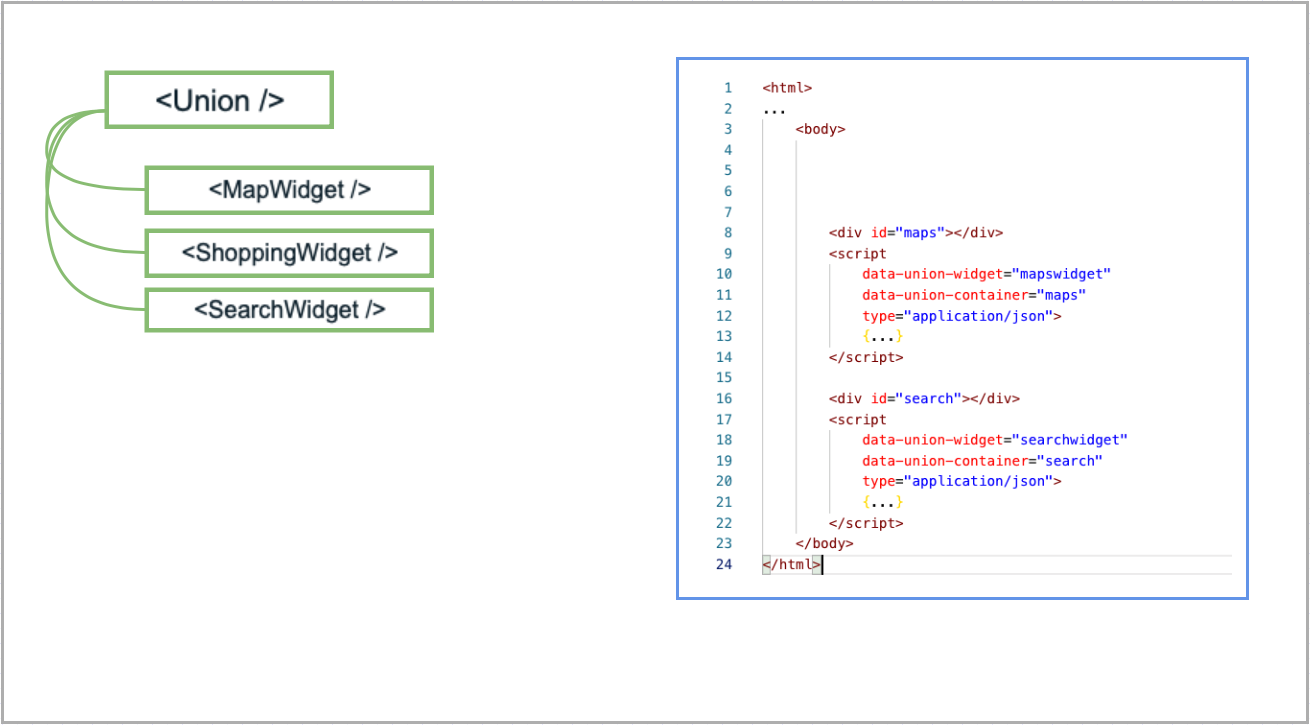 <Union />
<MapWidget />
<ShoppingWidget />
<SearchWidget />
1 <html>
2 ...
3 <body>
4
5
6
7
8 <div id="maps"></div>
9 <script
10 data-union-widget="mapswidget"
11 data-union-container="maps"
12 type="application/json">
13 {...}
14 </script>
15
16 <div id="search"></div>
17 <script
18 data-union-widget="searchwidget"
19 data-union-container="search"
20 type="application/json">
21 {...}
22 </script>
23 </body>
24 </html>